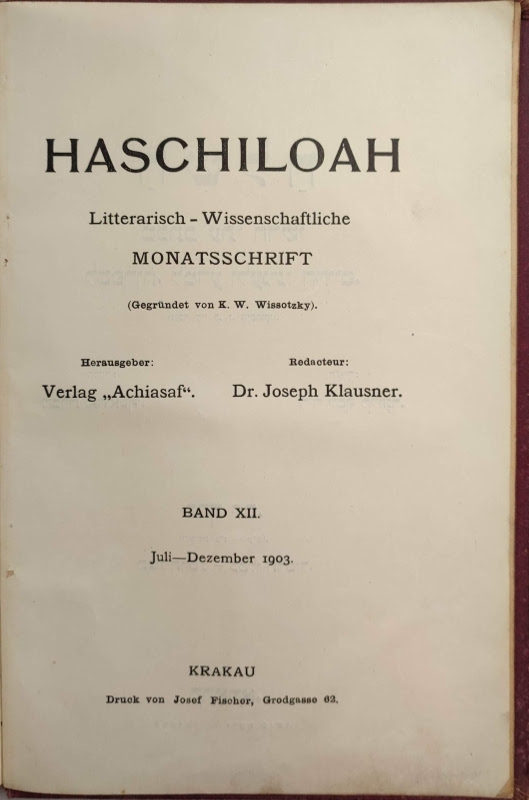 HASCHILOAH
Litterarisch - Wissenschaftliche
MONATSSCHRIFT
(Gegründet von K. W. Wissotzky).
Herausgeber: Redacteur:
Verlag „Achiasaf“. Dr. Joseph Klausner.
BAND XII.
Juli—Dezember 1903.
KRAKAU
Druck von Josef Fischer, Grodgasse 62.